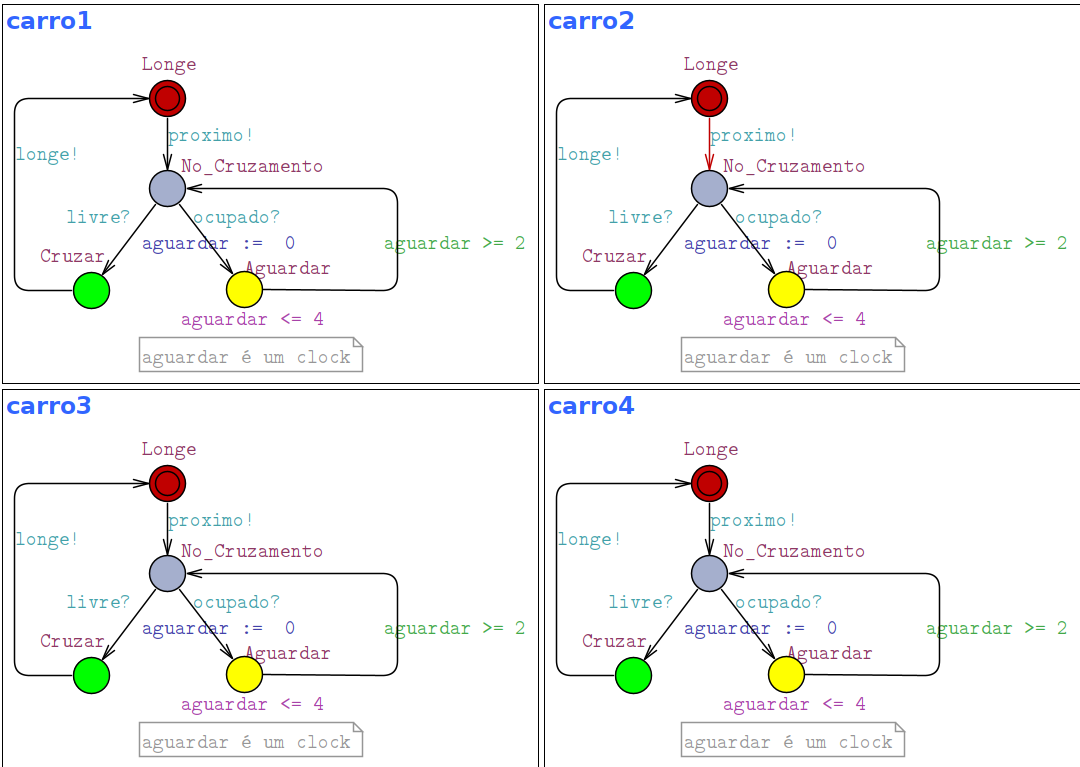 carro1
Longe
proximo!
longe!
No_Cruzamento
livre?
ocupado?
aguardar := 0
aguardar >= 2
Cruzar
Aguardar
aguardar <= 4
aguardar é um clock
carro2
Longe
proximo!
longe!
No_Cruzamento
livre?
ocupado?
aguardar := 0
aguardar >= 2
Cruzar
Aguardar
aguardar <= 4
aguardar é um clock
carro3
Longe
proximo!
longe!
No_Cruzamento
livre?
ocupado?
aguardar := 0
aguardar >= 2
Cruzar
Aguardar
aguardar <= 4
aguardar é um clock
carro4
Longe
proximo!
longe!
No_Cruzamento
livre?
ocupado?
aguardar := 0
aguardar >= 2
Cruzar
Aguardar
aguardar <= 4
aguardar é um clock